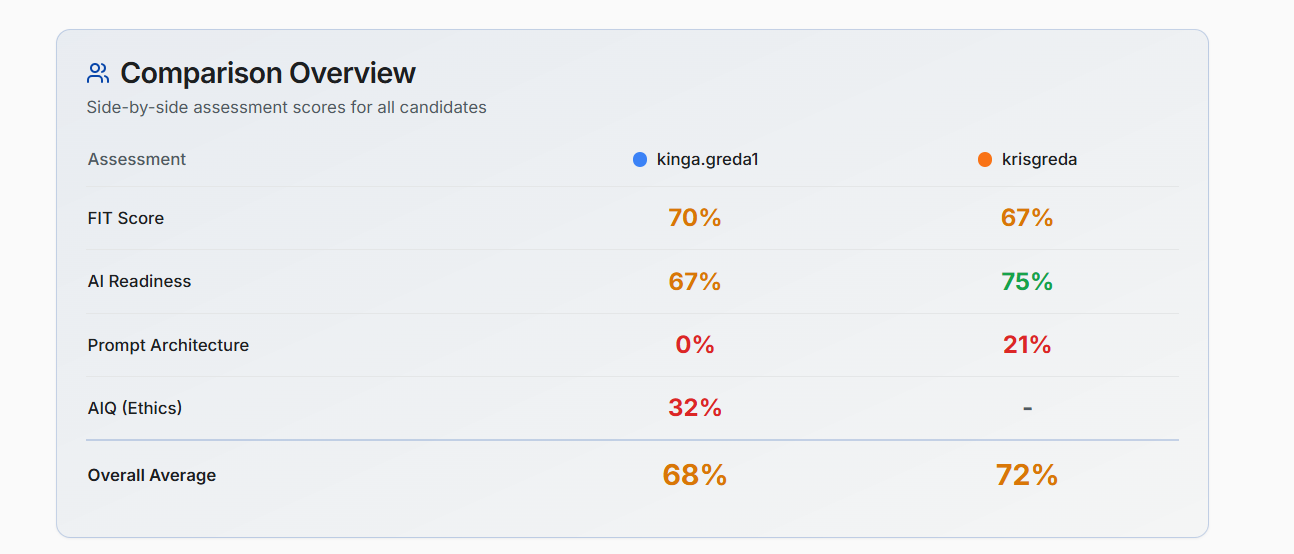 Comparison Overview
Side-by-side assessment scores for all candidates
Assessment kinga.greda1 krisgreda
FIT Score 70% 67%
AI Readiness 67% 75%
Prompt Architecture 0% 21%
AIQ (Ethics) 32% -
Overall Average 68% 72%